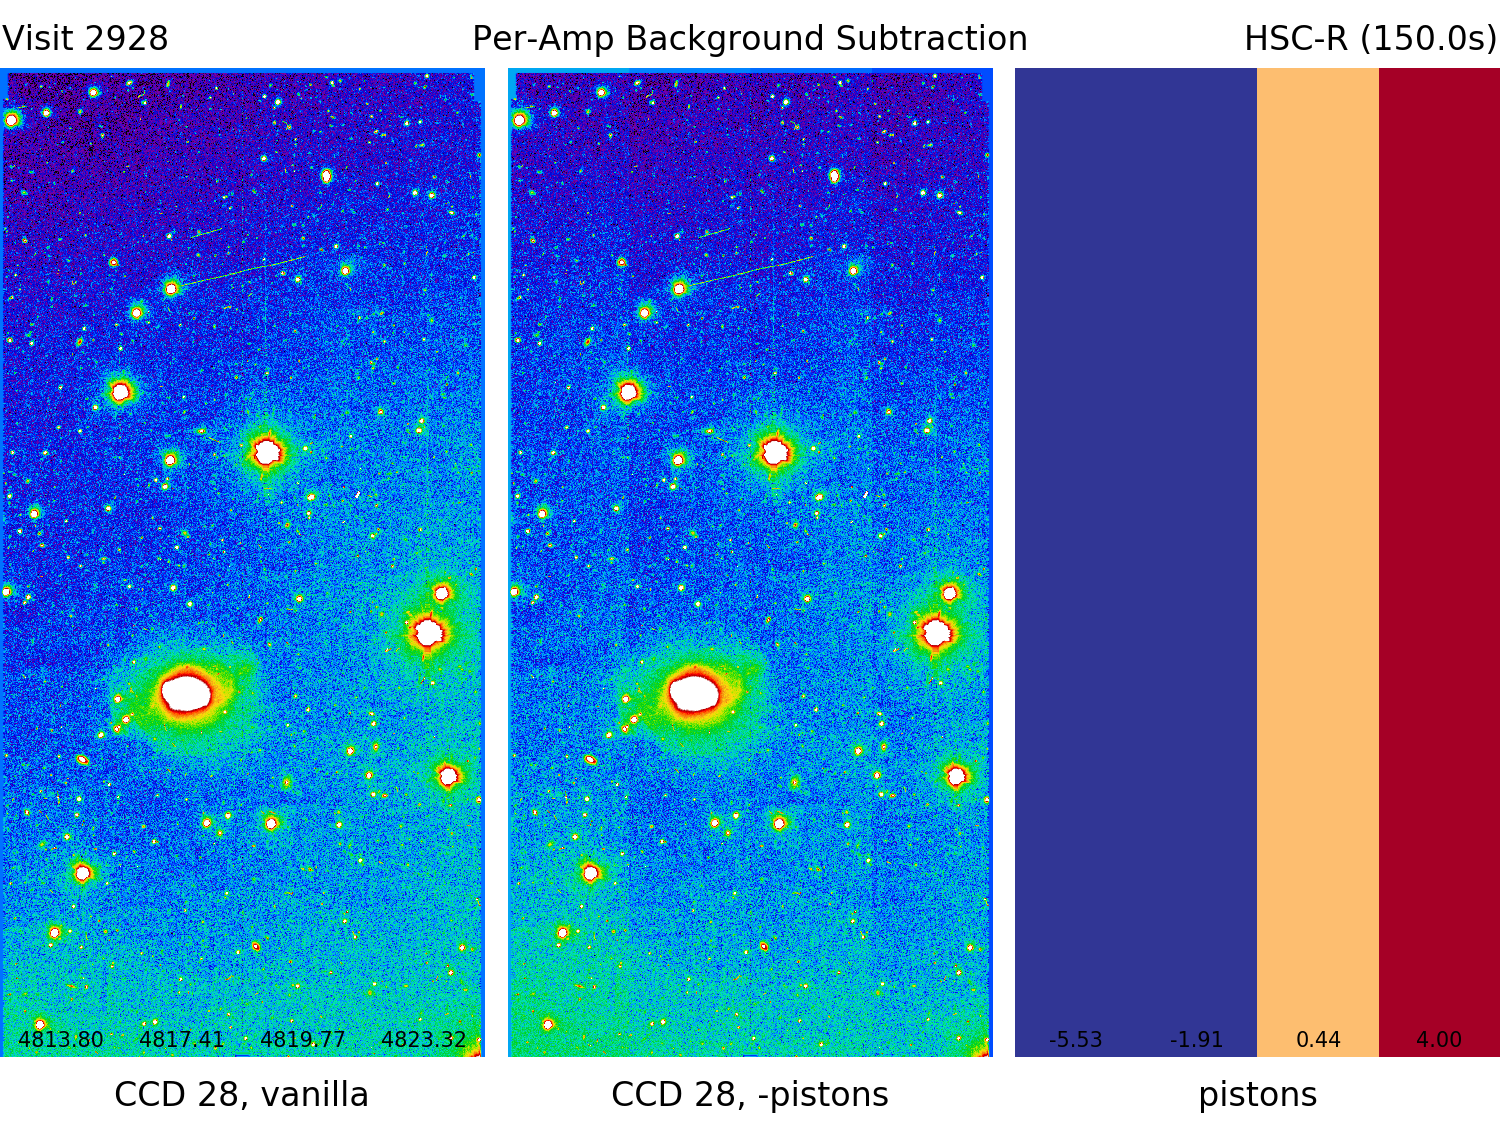 Visit 2928 Per-Amp Background Subtraction HSC-R (150.0s)
4813.80 4817.41 4819.77 4823.32 -5.53 -1.91 0.44 4.00
CCD 28, vanilla CCD 28, -pistons pistons